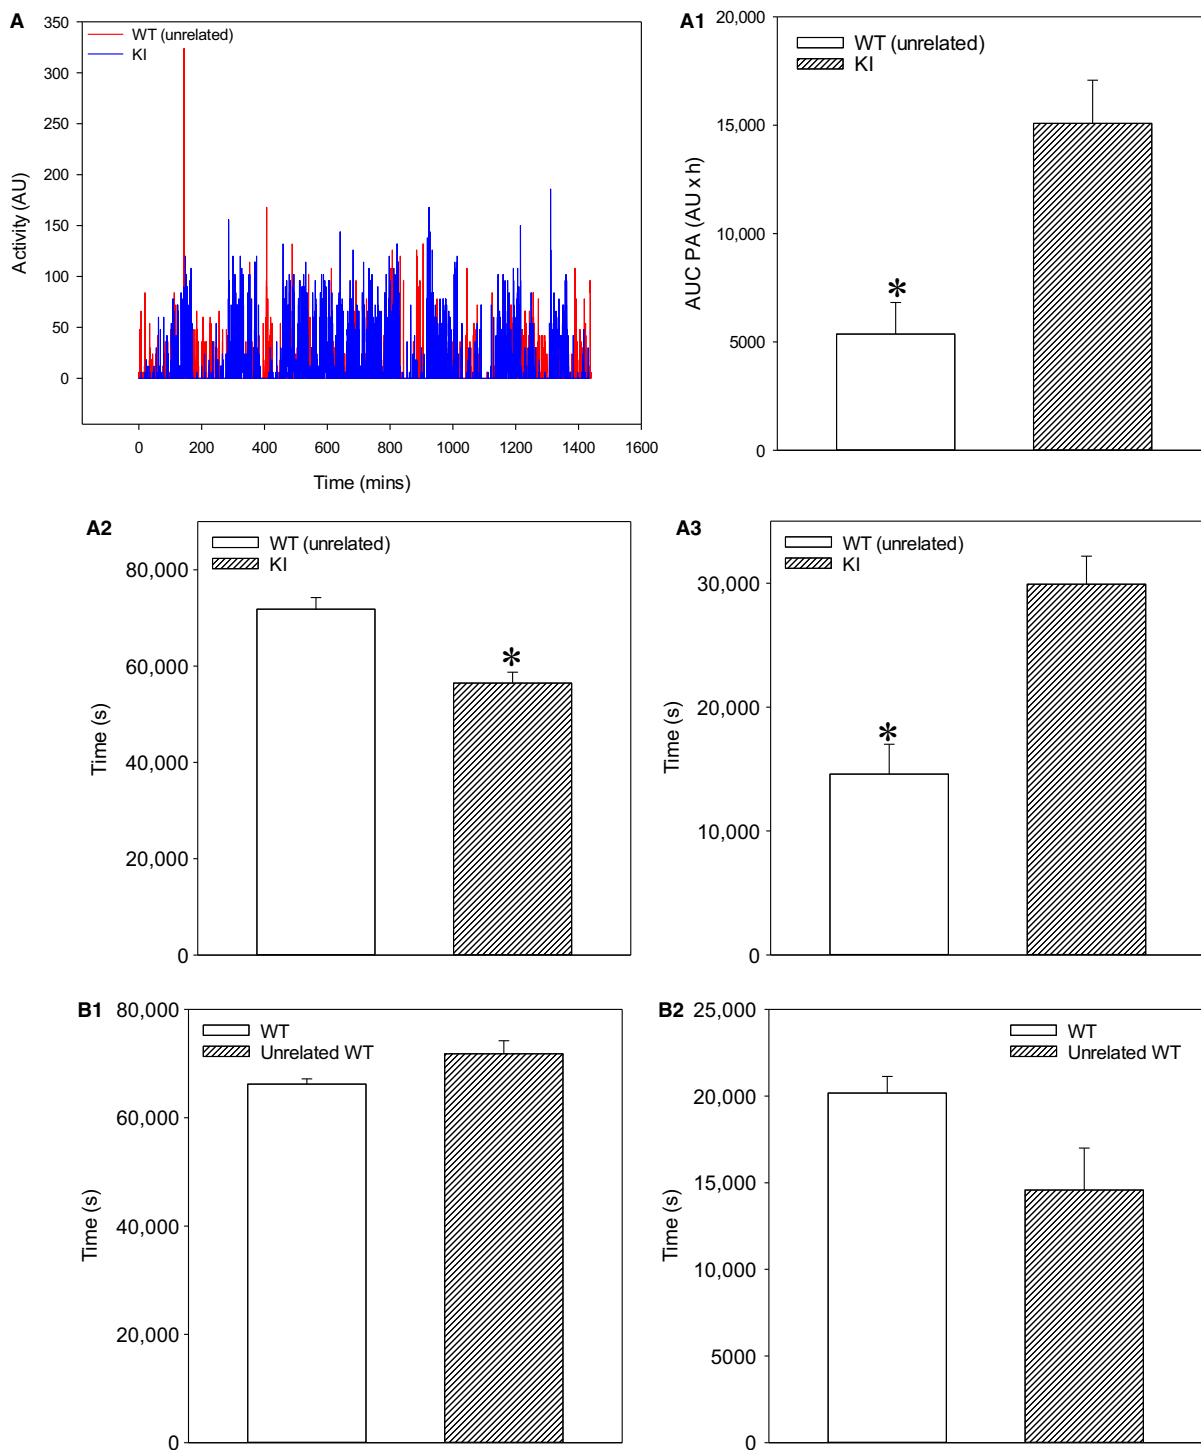 A
350
300
250
200
150
100
50
0
Activity (AU)
WT (unrelated)
KI
0 200 400 600 800 1000 1200 1400 1600
Time (mins)
A1
20,000
15,000
10,000
5000
0
AUC PA (AU x h)
WT (unrelated)
KI
*
A2
80,000
60,000
40,000
20,000
0
Time (s)
WT (unrelated)
KI
*
A3
30,000
20,000
10,000
0
Time (s)
WT (unrelated)
KI
*
B1
80,000
60,000
40,000
20,000
0
Time (s)
WT
Unrelated WT
B2
25,000
20,000
15,000
10,000
5000
0
Time (s)
WT
Unrelated WT